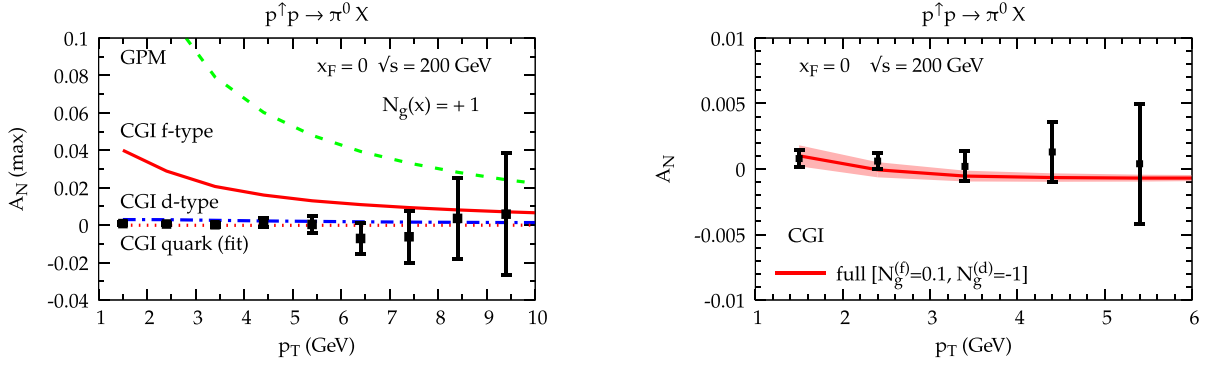 p↑p → π⁰ X
A_N (max)
0.1
0.08
0.06
0.04
0.02
0
-0.02
-0.04
GPM
x_F = 0 √s = 200 GeV
N_g(x) = + 1
CGI f-type
CGI d-type
CGI quark (fit)
1 2 3 4 5 6 7 8 9 10
p_T (GeV)
p↑p → π⁰ X
A_N
0.01
0.005
0
-0.005
-0.01
x_F = 0 √s = 200 GeV
CGI
full [N_g^(f)=0.1, N_g^(d)=-1]
1 2 3 4 5 6
p_T (GeV)